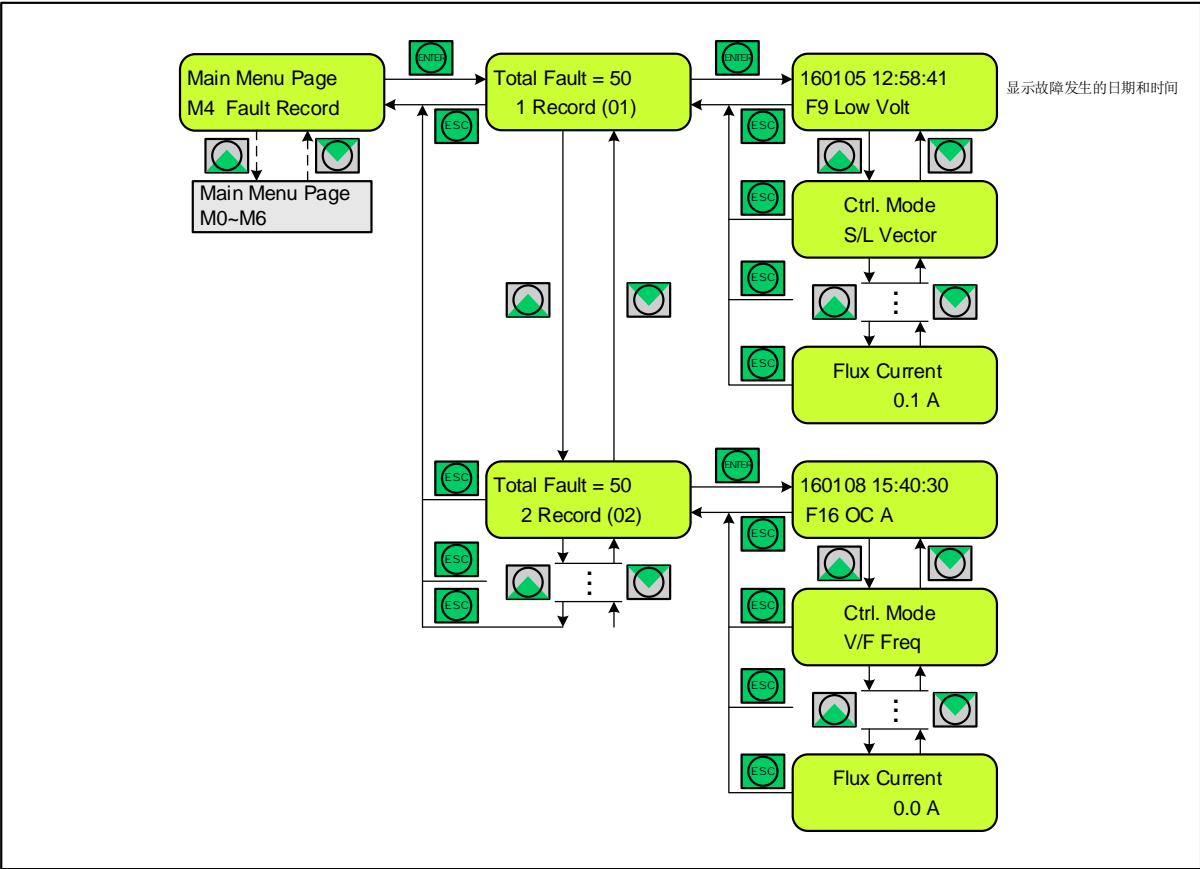 ENTER
ENTER
Main Menu Page
M4 Fault Record
Total Fault = 50
1 Record (01)
160105 12:58:41
F9 Low Volt
显示故障发生的日期和时间
ESC
ESC
Main Menu Page
M0~M6
ESC
Ctrl. Mode
S/L Vector
ESC
ESC
Flux Current
0.1 A
ENTER
ESC
Total Fault = 50
2 Record (02)
160108 15:40:30
F16 OC A
ESC
ESC
ESC
ESC
Ctrl. Mode
V/F Freq
ESC
ESC
Flux Current
0.0 A